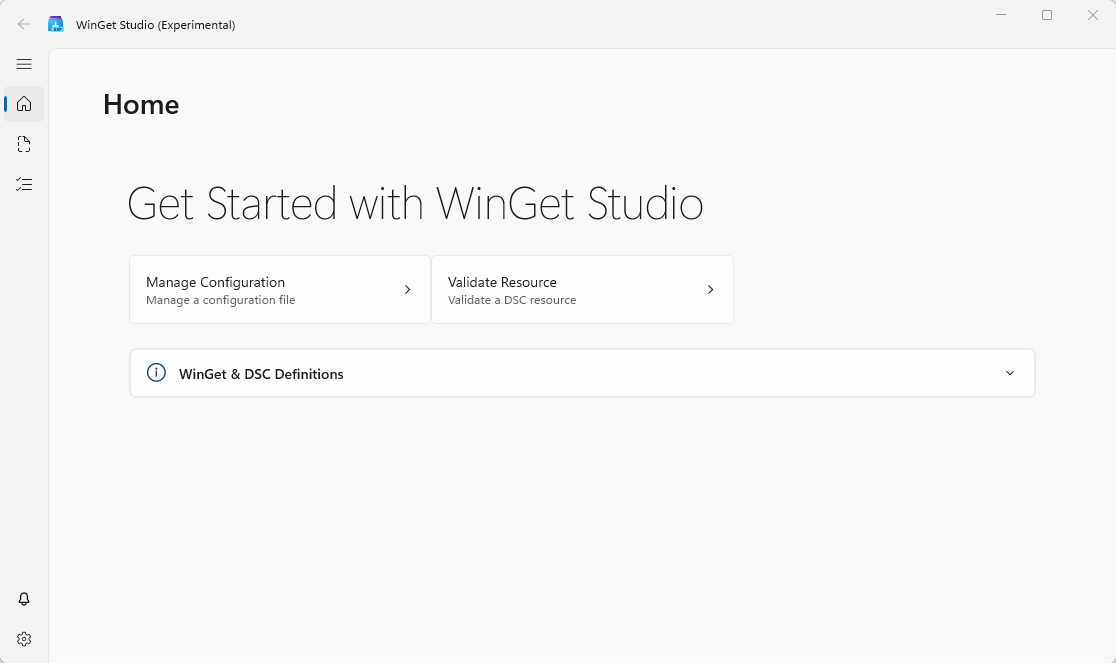 WinGet Studio (Experimental)
Home
Get Started with WinGet Studio
Manage Configuration
Manage a configuration file
Validate Resource
Validate a DSC resource
WinGet & DSC Definitions